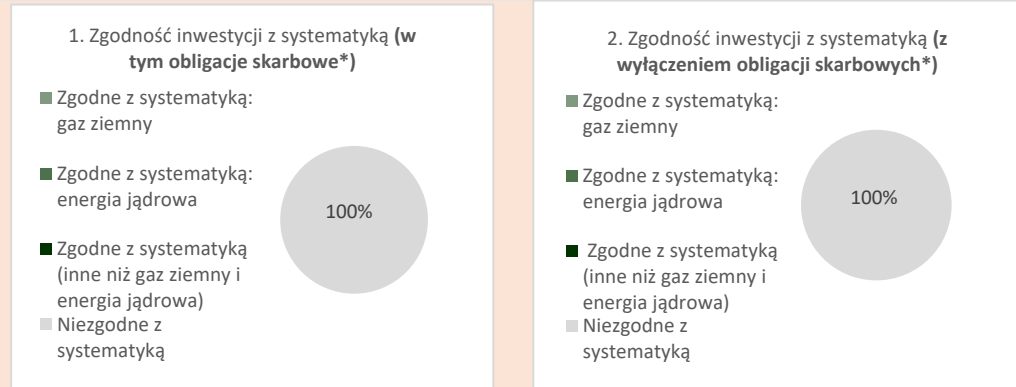 1. Zgodność inwestycji z systematyką (w
tym obligacje skarbowe*)
Zgodne z systematyką:
gaz ziemny
Zgodne z systematyką:
energia jądrowa
Zgodne z systematyką
(inne niż gaz ziemny i
energia jądrowa)
Niezgodne z
systematyką
100%
2. Zgodność inwestycji z systematyką (z
wyłączeniem obligacji skarbowych*)
Zgodne z systematyką:
gaz ziemny
Zgodne z systematyką:
energia jądrowa
Zgodne z systematyką
(inne niż gaz ziemny i
energia jądrowa)
Niezgodne z
systematyką
100%